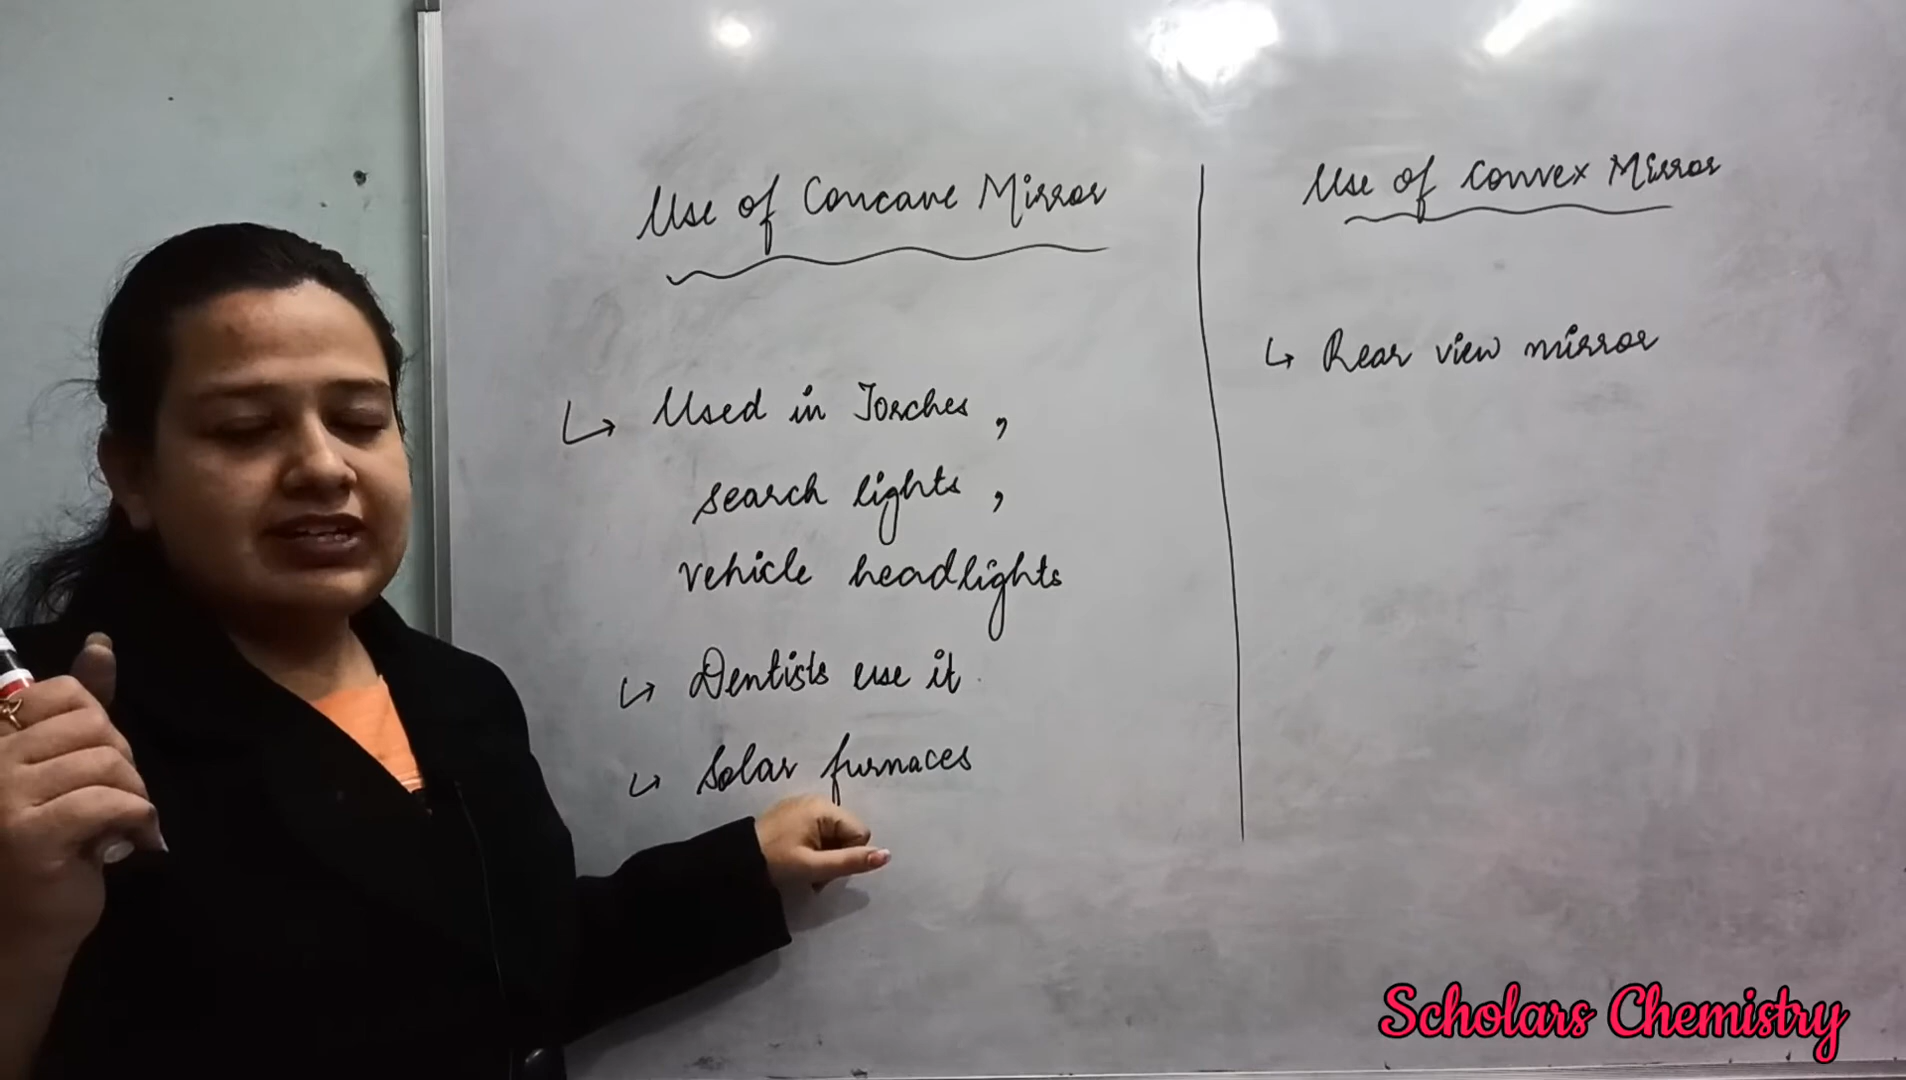 Use of Concave Mirror
Used in Torches,
search lights,
vehicle headlights
Dentists use it
Solar furnaces
Use of Convex Mirror
Rear view mirror
Scholars Chemistry